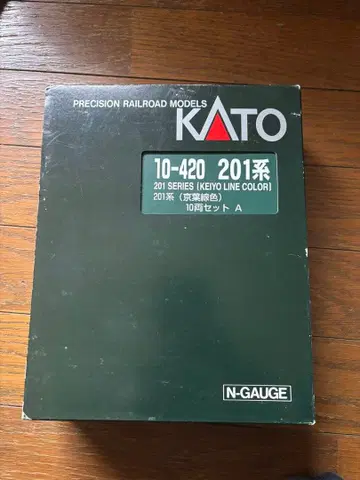 PRECISION RAILROAD MODELS
KATO
10-420 201系
201 SERIES (KEIYO LINE COLOR)
201系(京葉線色)
10両セット A
N-GAUGE